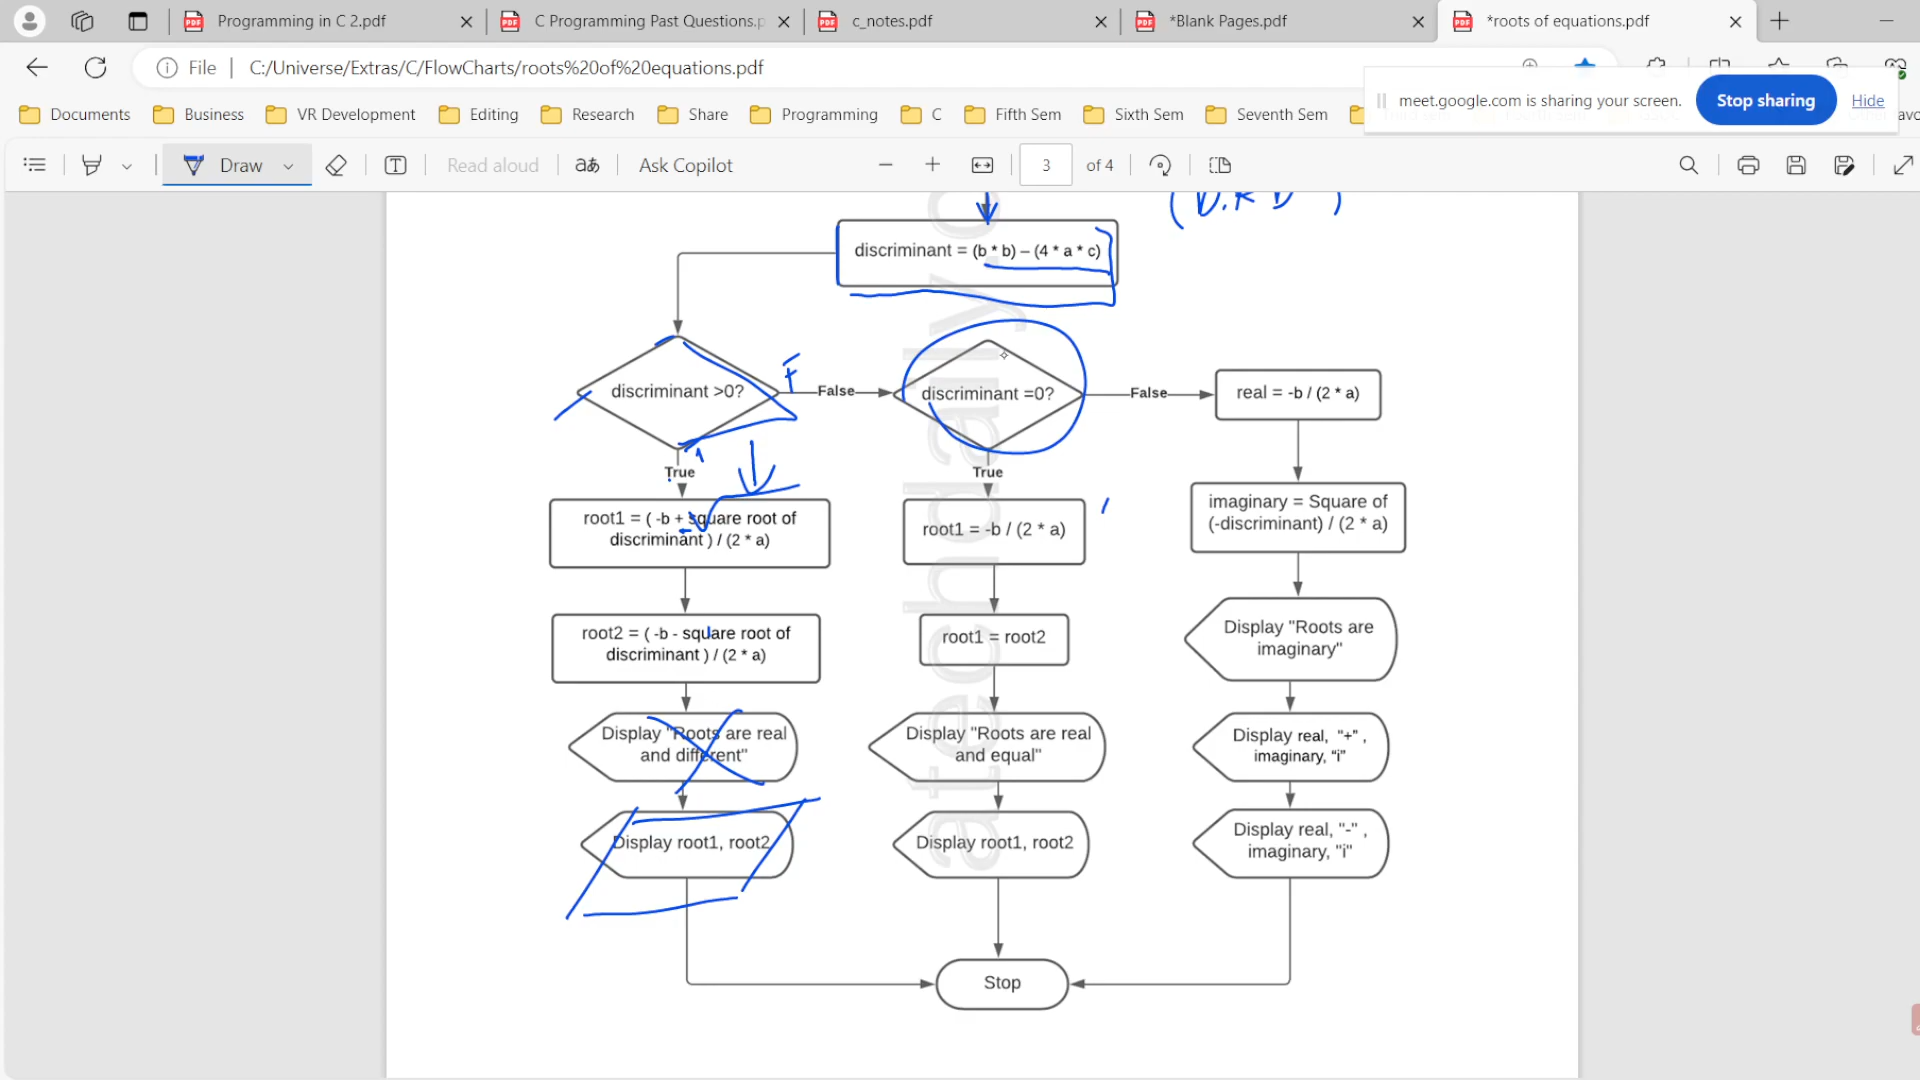 Programming in C 2.pdf
C Programming Past Questions.p
c_notes.pdf
*Blank Pages.pdf
*roots of equations.pdf
File
C:/Universe/Extras/C/FlowCharts/roots%20of%20equations.pdf
meet.google.com is sharing your screen.
Stop sharing
Hide
Documents
Business
VR Development
Editing
Research
Share
Programming
C
Fifth Sem
Sixth Sem
Seventh Sem
Draw
T
Read aloud
aあ
Ask Copilot
3
of 4
discriminant = (b * b) – (4 * a * c)
discriminant >0?
F
False
discriminant =0?
False
real = -b / (2 * a)
True
True
root1 = ( -b + square root of
discriminant ) / (2 * a)
root1 = -b / (2 * a)
imaginary = Square of
(-discriminant) / (2 * a)
root2 = ( -b - square root of
discriminant ) / (2 * a)
root1 = root2
Display "Roots are
imaginary"
Display "Roots are real
and different"
Display "Roots are real
and equal"
Display real, "+" ,
imaginary, "i"
Display root1, root2
Display root1, root2
Display real, "-" ,
imaginary, "i"
Stop
atechdaily.c